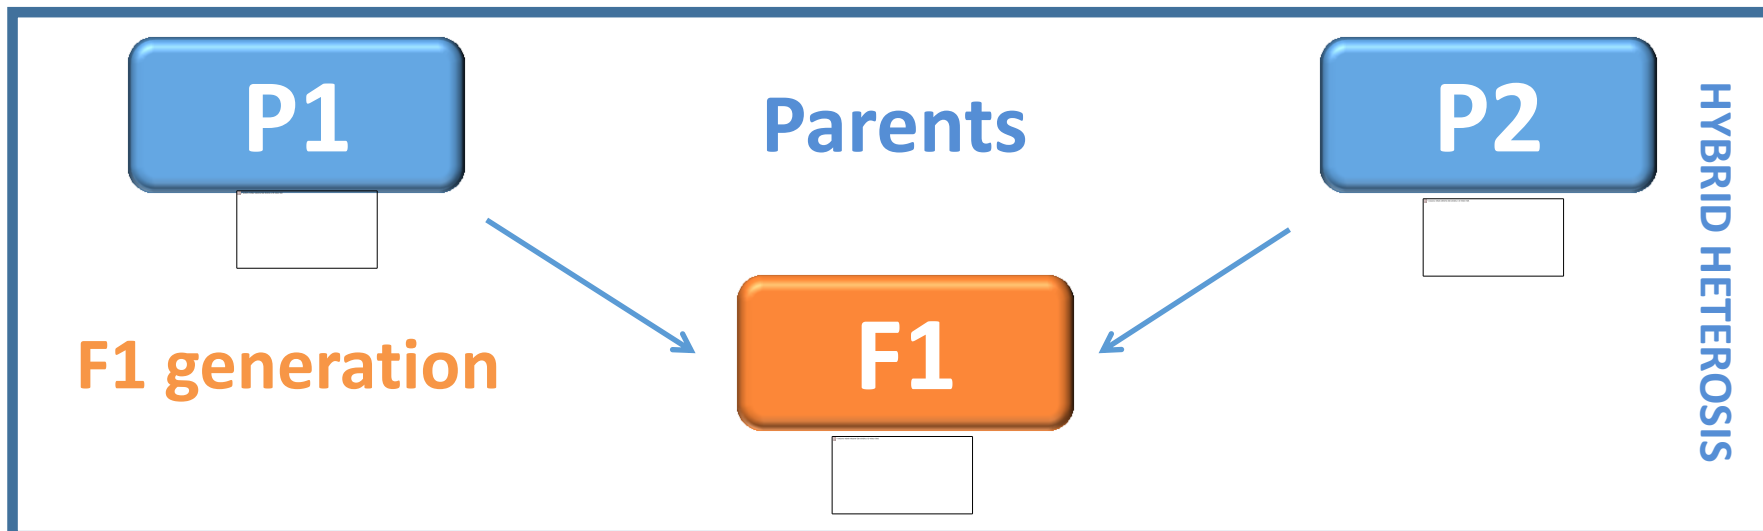 P1
Parents
P2
HYBRID HETEROSIS
F1 generation
F1